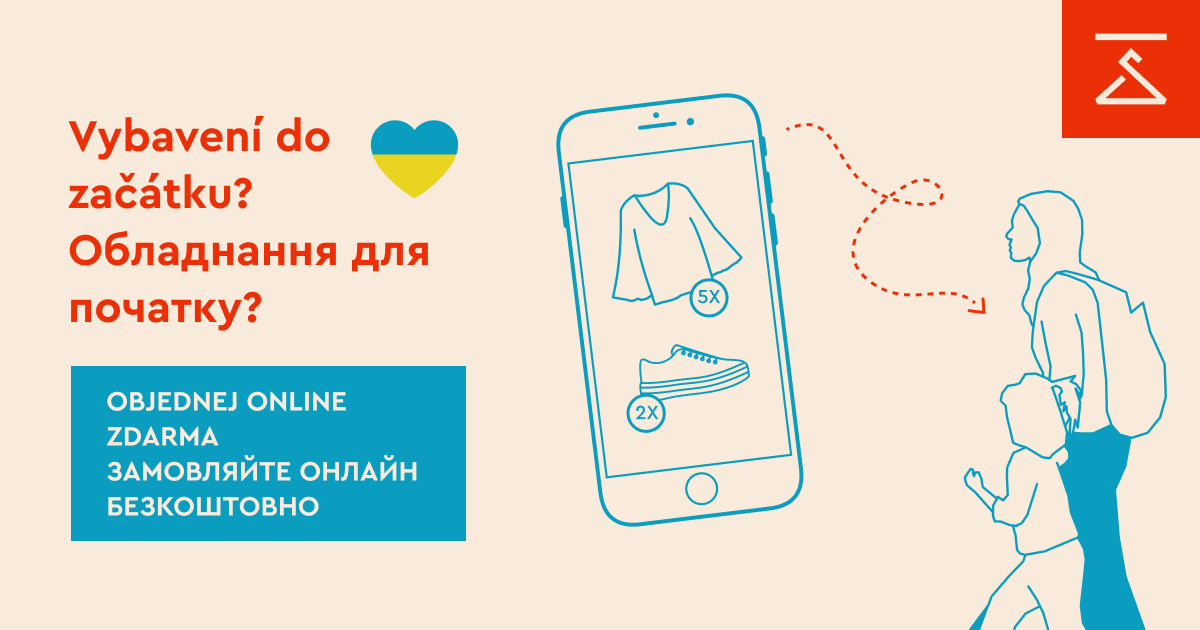 Vybavení do
začátku?
Обладнання для
початку?
OBJEDNEJ ONLINE
ZDARMA
ЗАМОВЛЯЙТЕ ОНЛАЙН
БЕЗКОШТОВНО
5X
2X